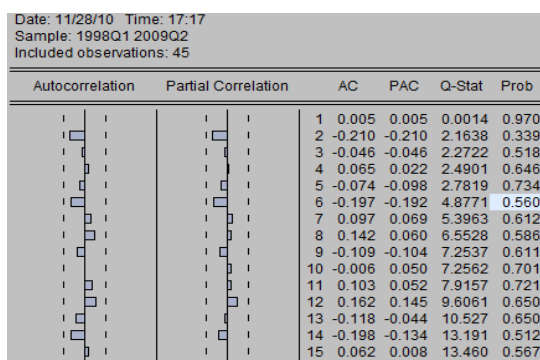 Date: 11/28/10 Time: 17:17
Sample: 1998Q1 2009Q2
Included observations: 45
Autocorrelation Partial Correlation AC PAC Q-Stat Prob
1 0.005 0.005 0.0014 0.970
2 -0.210 -0.210 2.1638 0.339
3 -0.046 -0.046 2.2722 0.518
4 0.065 0.022 2.4901 0.646
5 -0.074 -0.098 2.7819 0.734
6 -0.197 -0.192 4.8771 0.560
7 0.097 0.069 5.3963 0.612
8 0.142 0.060 6.5528 0.586
9 -0.109 -0.104 7.2537 0.611
10 -0.006 0.050 7.2562 0.701
11 0.103 0.052 7.9157 0.721
12 0.162 0.145 9.6061 0.650
13 -0.118 -0.044 10.527 0.650
14 -0.198 -0.134 13.191 0.512
15 0.062 0.008 13.460 0.567